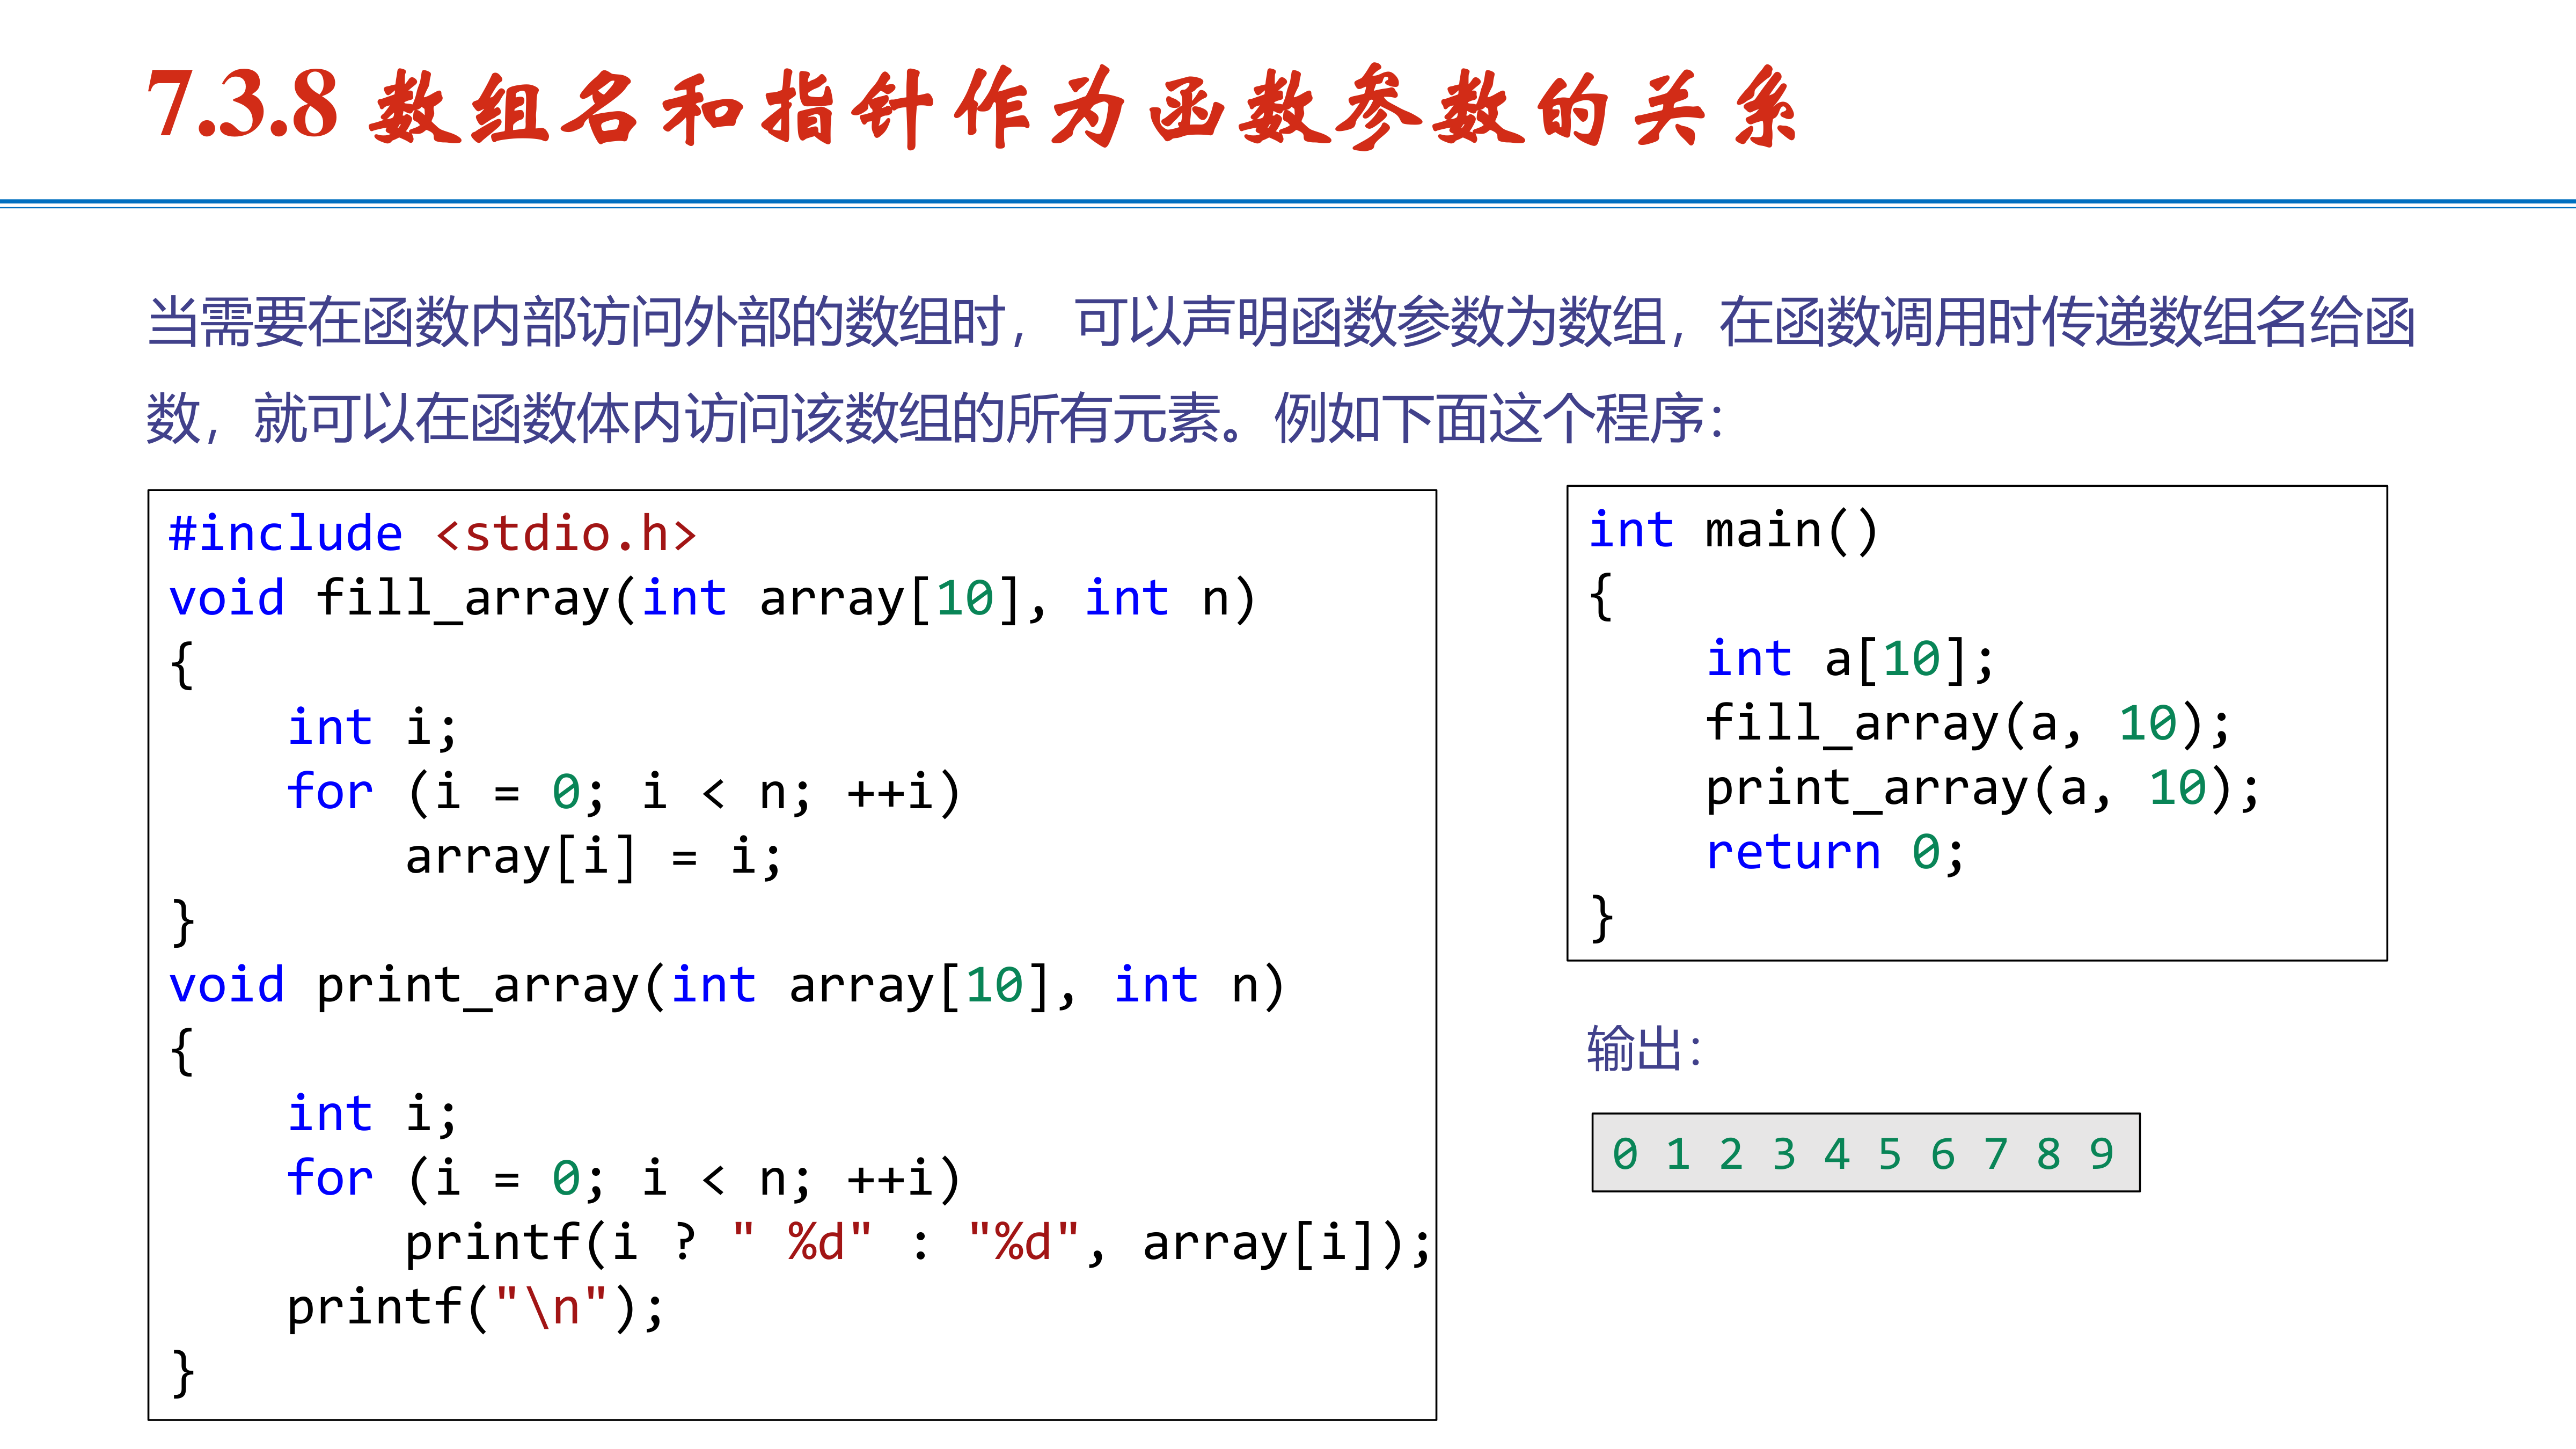 7.3.8 数组名和指针作为函数参数的关系
当需要在函数内部访问外部的数组时， 可以声明函数参数为数组，在函数调用时传递数组名给函
数，就可以在函数体内访问该数组的所有元素。例如下面这个程序：
#include <stdio.h>
void fill_array(int array[10], int n)
{
    int i;
    for (i = 0; i < n; ++i)
        array[i] = i;
}
void print_array(int array[10], int n)
{
    int i;
    for (i = 0; i < n; ++i)
        printf(i ? " %d" : "%d", array[i]);
    printf("\n");
}
int main()
{
    int a[10];
    fill_array(a, 10);
    print_array(a, 10);
    return 0;
}
输出：
0 1 2 3 4 5 6 7 8 9